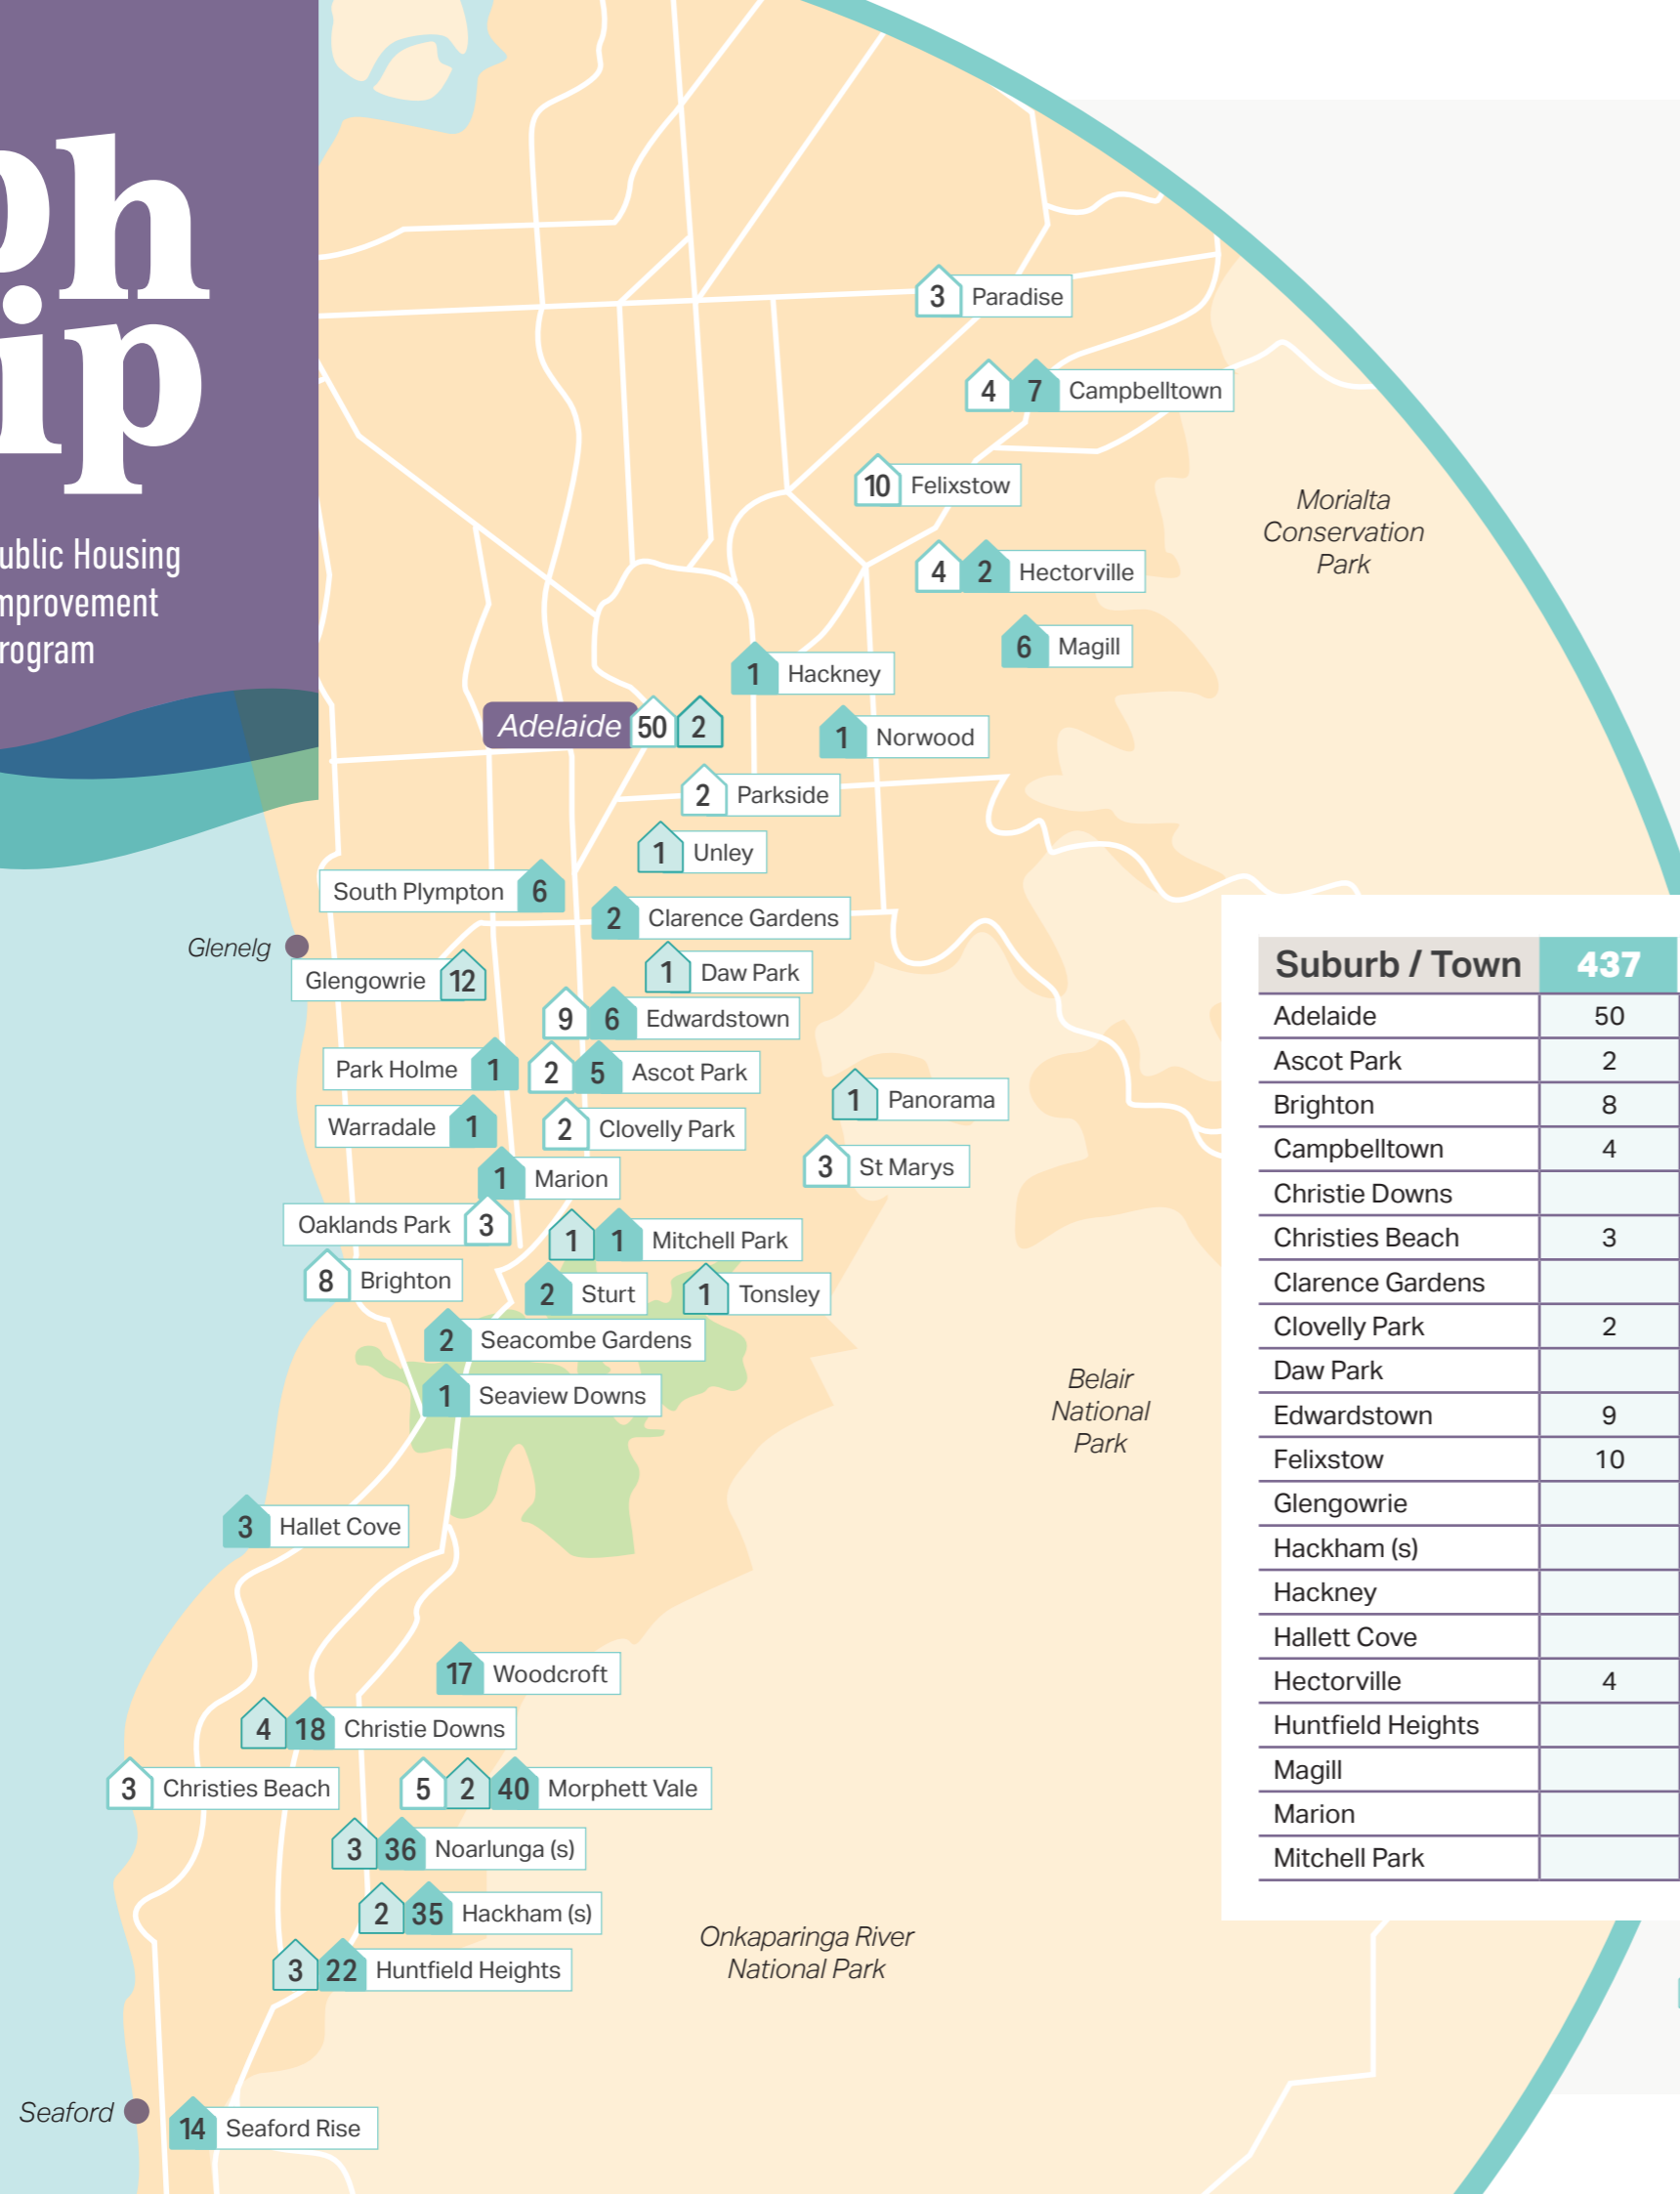 ph
ip
ublic Housing
mprovement
rogram
3 Paradise
4 7 Campbelltown
10 Felixstow
Morialta
Conservation
Park
4 2 Hectorville
6 Magill
1 Hackney
Adelaide 50 2
1 Norwood
2 Parkside
1 Unley
South Plympton 6
2 Clarence Gardens
Glenelg
1 Daw Park
Glengowrie 12
9 6 Edwardstown
Park Holme 1
2 5 Ascot Park
1 Panorama
Warradale 1
2 Clovelly Park
3 St Marys
1 Marion
Oaklands Park 3
1 1 Mitchell Park
8 Brighton
2 Sturt
1 Tonsley
2 Seacombe Gardens
1 Seaview Downs
Belair
National
Park
3 Hallet Cove
17 Woodcroft
4 18 Christie Downs
3 Christies Beach
5 2 40 Morphett Vale
3 36 Noarlunga (s)
2 35 Hackham (s)
Onkaparinga River
National Park
3 22 Huntfield Heights
Seaford
14 Seaford Rise
Suburb / Town 437
Adelaide 50
Ascot Park 2
Brighton 8
Campbelltown 4
Christie Downs
Christies Beach 3
Clarence Gardens
Clovelly Park 2
Daw Park
Edwardstown 9
Felixstow 10
Glengowrie
Hackham (s)
Hackney
Hallett Cove
Hectorville 4
Huntfield Heights
Magill
Marion
Mitchell Park